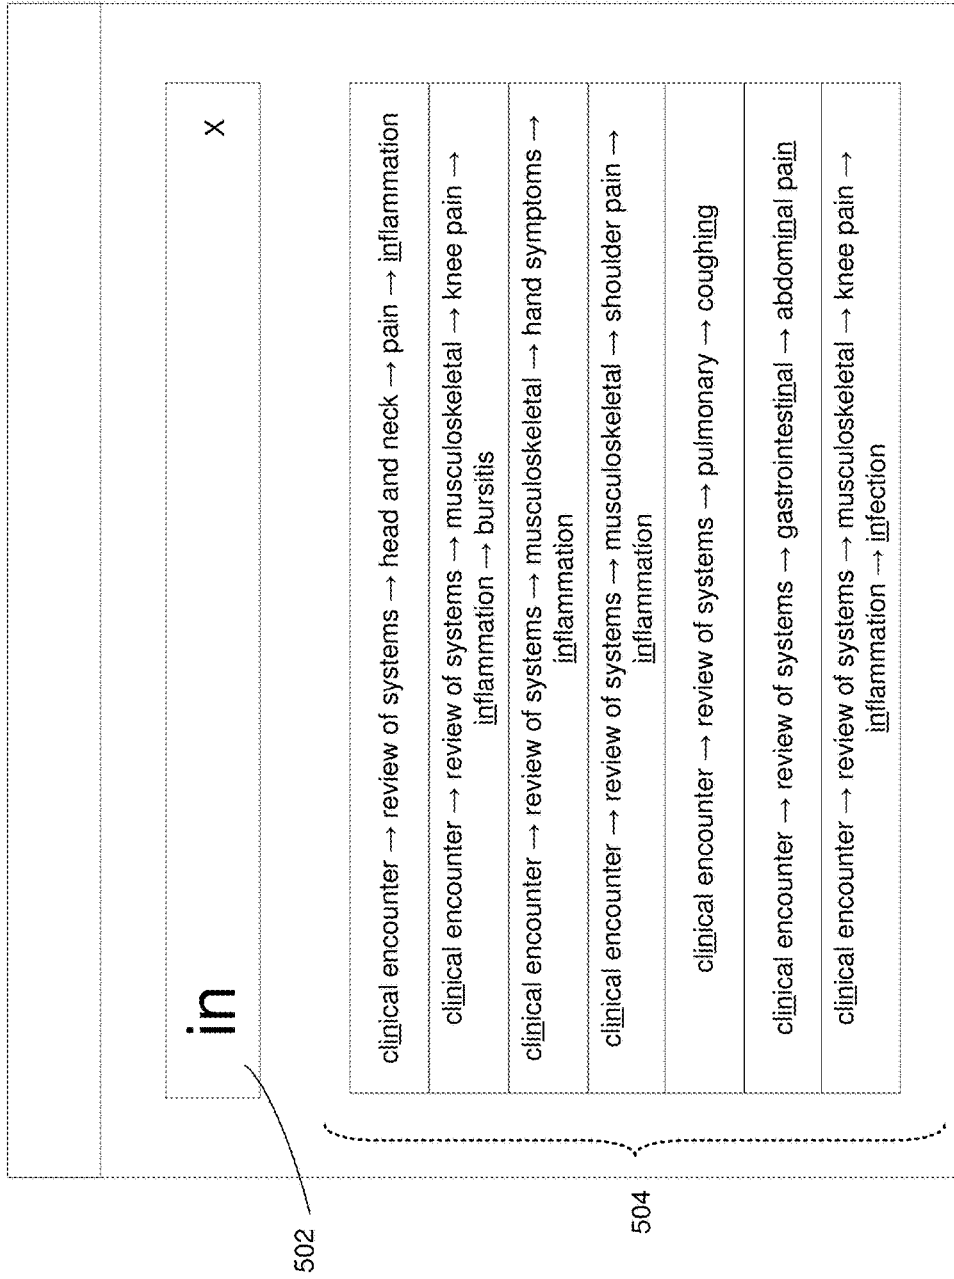 in X
502
504
clinical encounter → review of systems → head and neck → pain → inflammation
clinical encounter → review of systems → musculoskeletal → knee pain →
inflammation → bursitis
clinical encounter → review of systems → musculoskeletal → hand symptoms →
inflammation
clinical encounter → review of systems → musculoskeletal → shoulder pain →
inflammation
clinical encounter → review of systems → pulmonary → coughing
clinical encounter → review of systems → gastrointestinal → abdominal pain
clinical encounter → review of systems → musculoskeletal → knee pain →
inflammation → infection